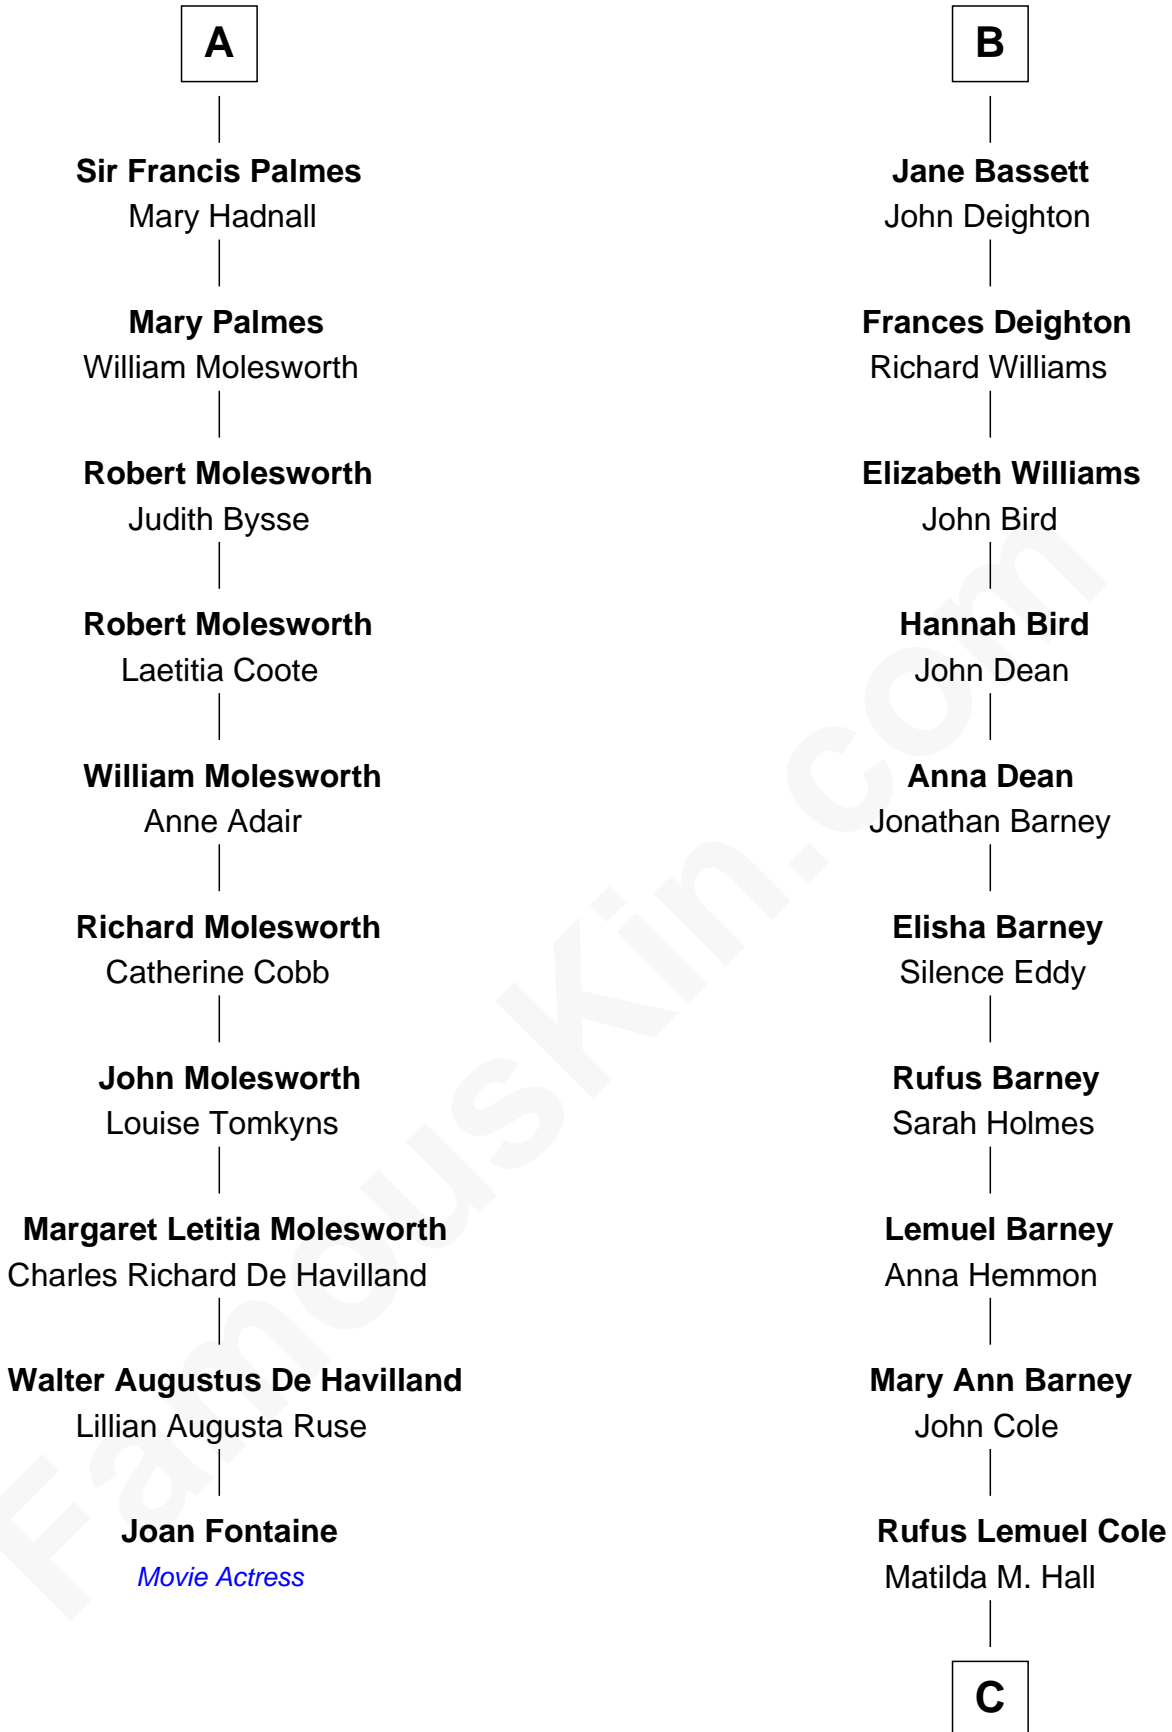 A
Sir Francis Palmes
Mary Hadnall
Mary Palmes
William Molesworth
Robert Molesworth
Judith Bysse
Robert Molesworth
Laetitia Coote
William Molesworth
Anne Adair
Richard Molesworth
Catherine Cobb
John Molesworth
Louise Tomkyns
Margaret Letitia Molesworth
Charles Richard De Havilland
Walter Augustus De Havilland
Lillian Augusta Ruse
Joan Fontaine
Movie Actress
B
Jane Bassett
John Deighton
Frances Deighton
Richard Williams
Elizabeth Williams
John Bird
Hannah Bird
John Dean
Anna Dean
Jonathan Barney
Elisha Barney
Silence Eddy
Rufus Barney
Sarah Holmes
Lemuel Barney
Anna Hemmon
Mary Ann Barney
John Cole
Rufus Lemuel Cole
Matilda M. Hall
C
FamousKin.com